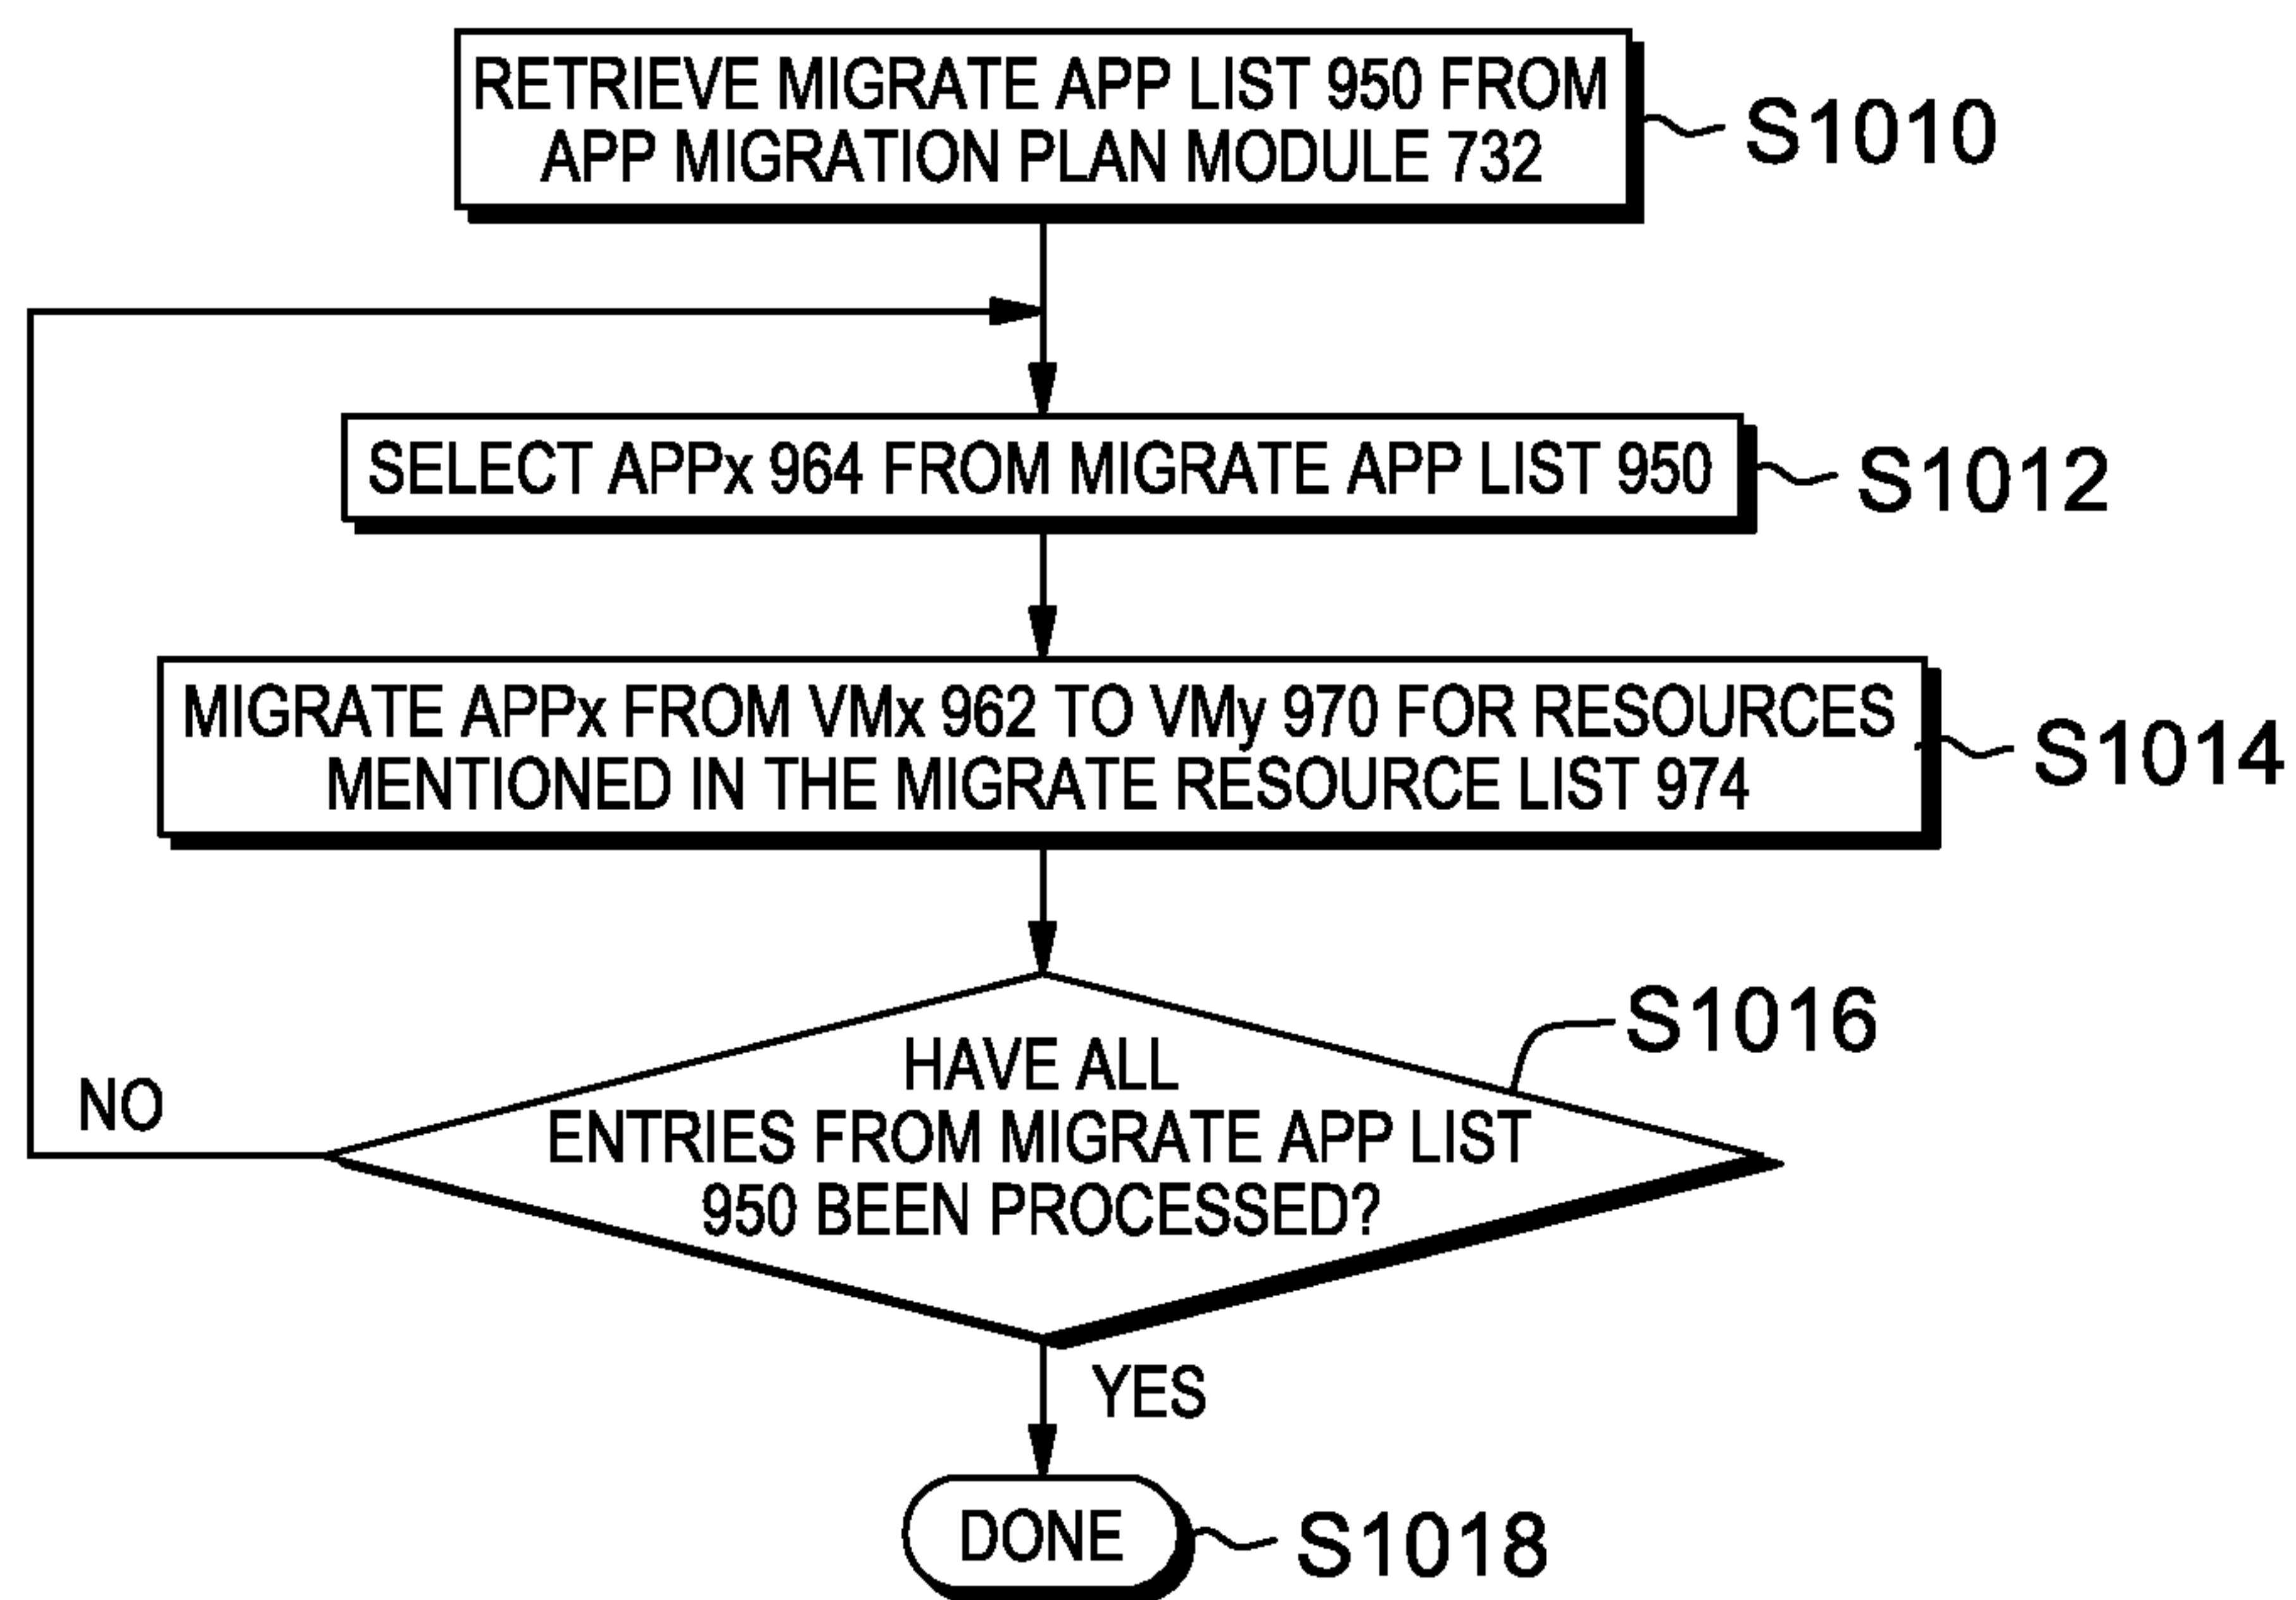 RETRIEVE MIGRATE APP LIST 950 FROM
APP MIGRATION PLAN MODULE 732
S1010
SELECT APPx 964 FROM MIGRATE APP LIST 950
S1012
MIGRATE APPx FROM VMx 962 TO VMy 970 FOR RESOURCES
MENTIONED IN THE MIGRATE RESOURCE LIST 974
S1014
HAVE ALL
ENTRIES FROM MIGRATE APP LIST
950 BEEN PROCESSED?
S1016
NO
YES
DONE
S1018